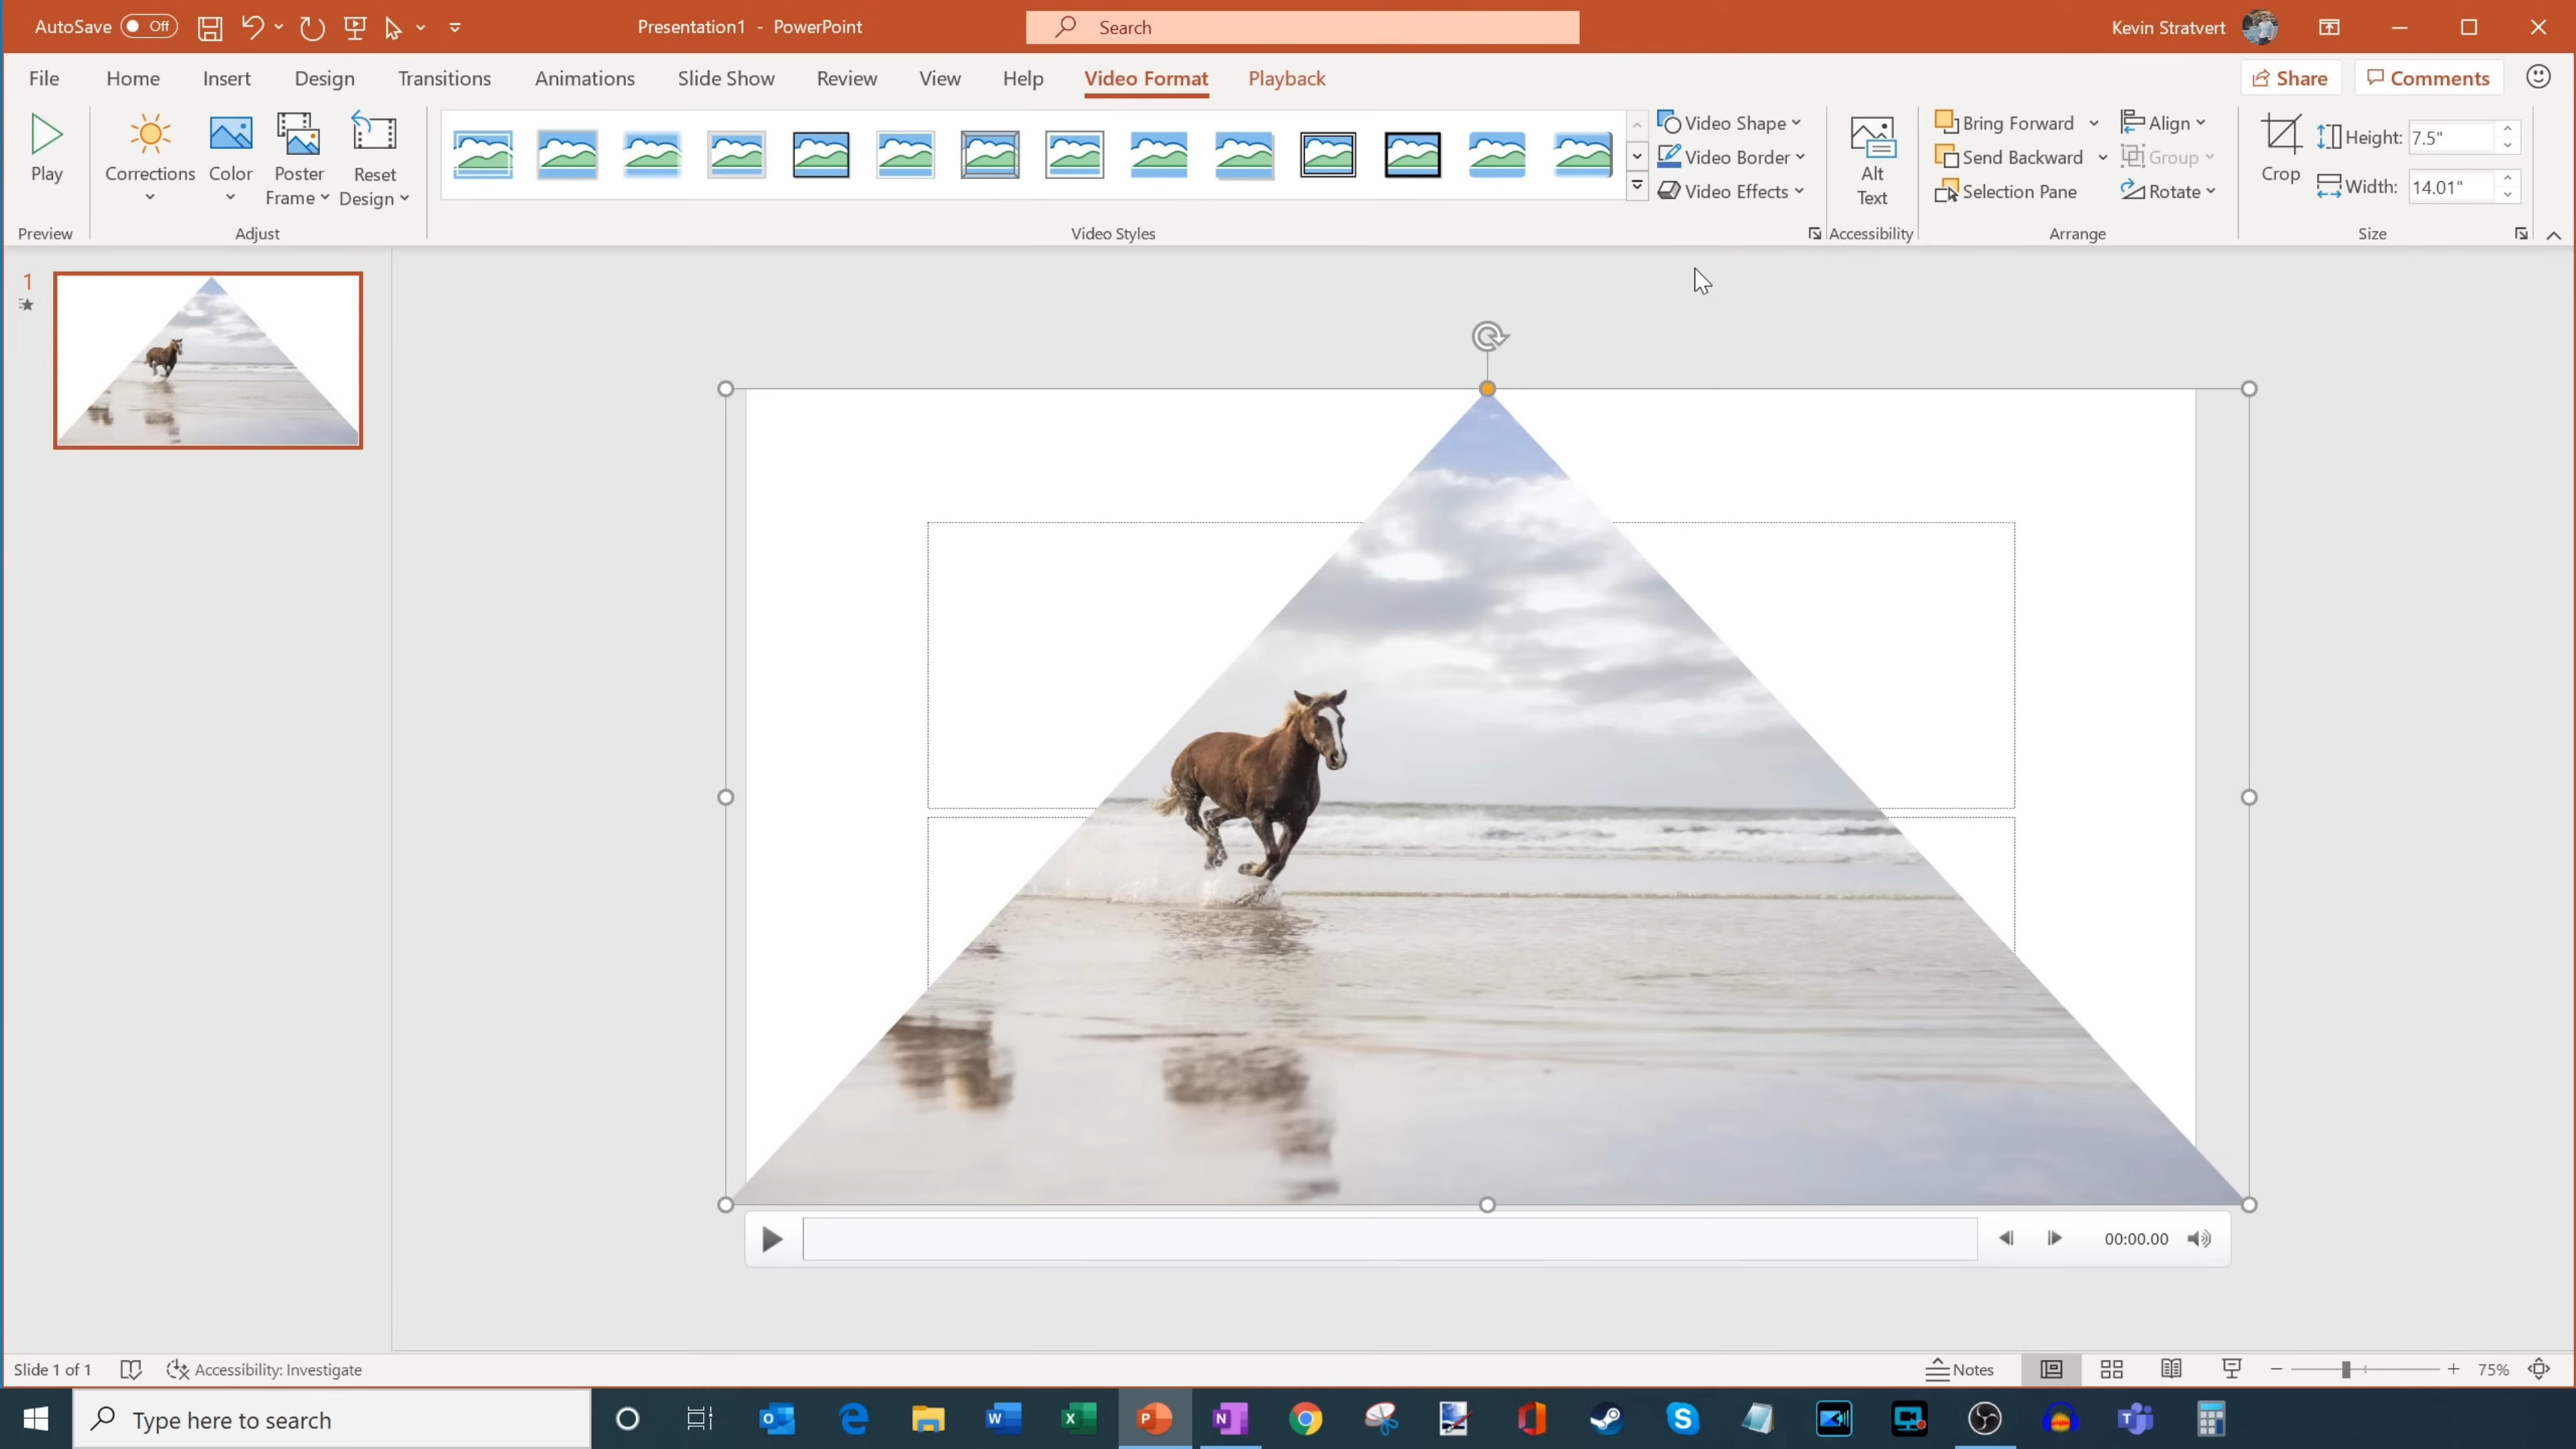 AutoSave Off Presentation1 - PowerPoint Search Kevin Stratvert
File Home Insert Design Transitions Animations Slide Show Review View Help Video Format Playback Share Comments
Play
Preview
Corrections
Color
Poster
Frame
Reset
Design
Adjust
Video Styles
Video Shape
Video Border
Video Effects
Alt
Text
Accessibility
Bring Forward
Send Backward
Selection Pane
Align
Group
Rotate
Arrange
Crop
Height: 7.5"
Width: 14.01"
Size
1
00:00.00
Slide 1 of 1 Accessibility: Investigate Notes 75%
Type here to search